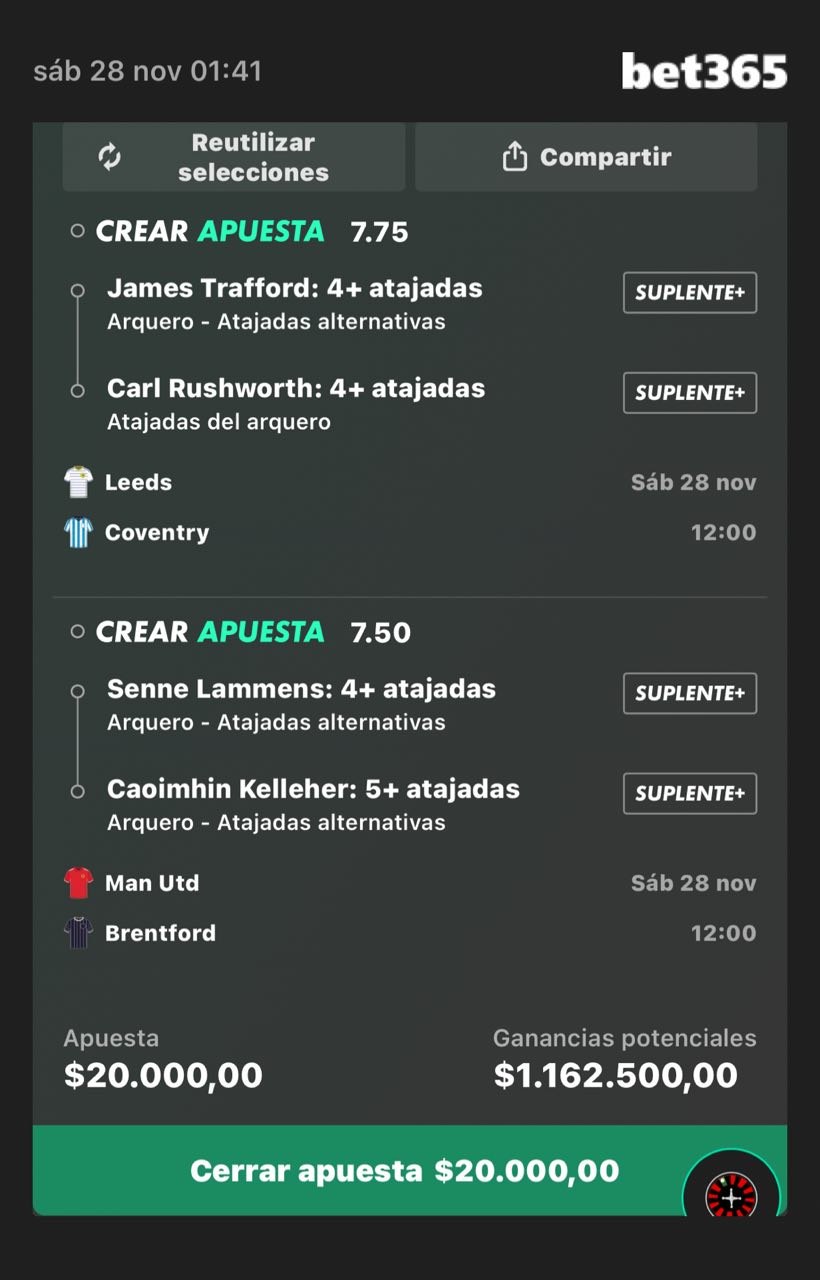 sáb 28 nov 01:41
bet365
Reutilizar
selecciones
Compartir
CREAR APUESTA 7.75
James Trafford: 4+ atajadas
SUPLENTE+
Arquero - Atajadas alternativas
Carl Rushworth: 4+ atajadas
SUPLENTE+
Atajadas del arquero
Leeds
Sáb 28 nov
Coventry
12:00
CREAR APUESTA 7.50
Senne Lammens: 4+ atajadas
SUPLENTE+
Arquero - Atajadas alternativas
Caoimhin Kelleher: 5+ atajadas
SUPLENTE+
Arquero - Atajadas alternativas
Man Utd
Sáb 28 nov
Brentford
12:00
Apuesta
Ganancias potenciales
$20.000,00
$1.162.500,00
Cerrar apuesta $20.000,00